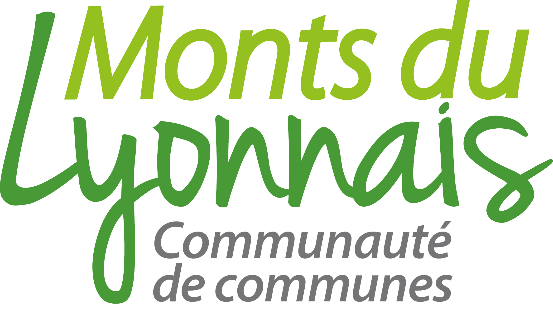 Monts du
Lyonnais
Communauté
de communes